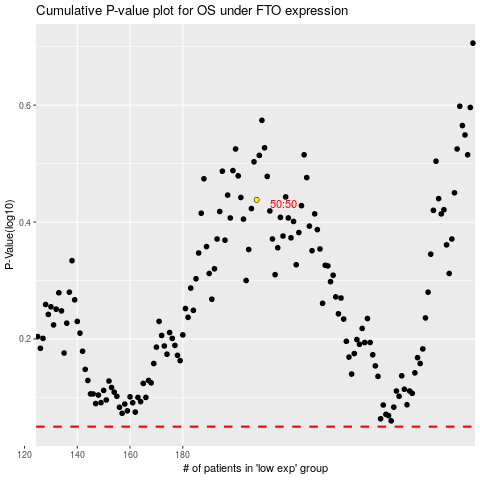 Cumulative P-value plot for OS under FTO expression
P-Value(log10)
0.6
0.4
0.2
50:50
120 140 160 180
# of patients in 'low exp' group